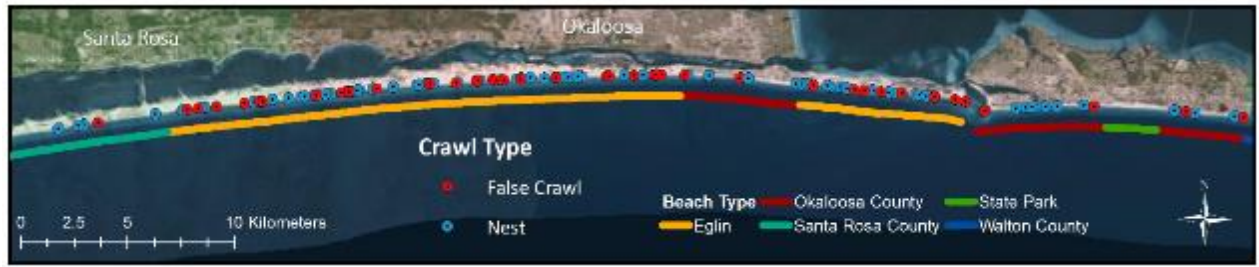 Santa Rosa
Okaloosa
Crawl Type
False Crawl
Nest
0 2.5 5 10 Kilometers
Beach Type Okaloosa County State Park
Eglin Santa Rosa County Walton County
N